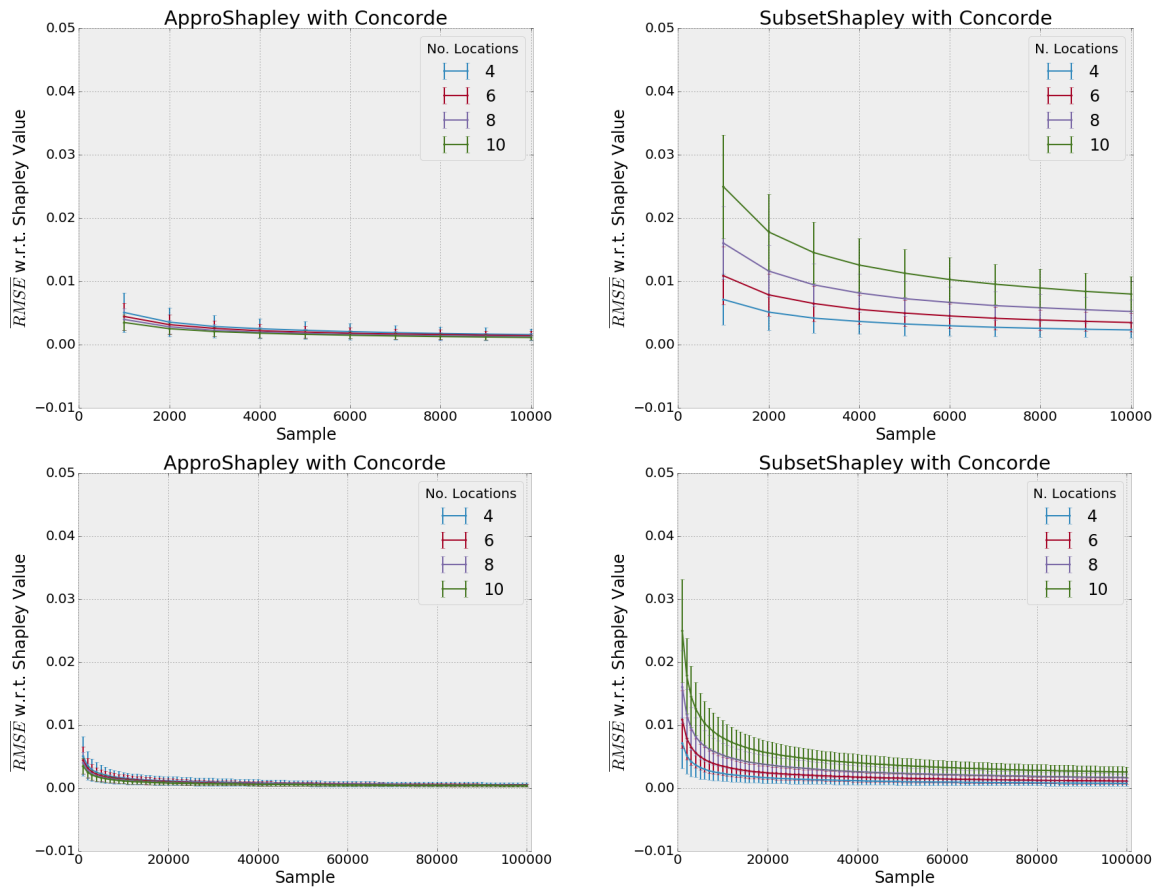 ApproShapley with Concorde
0.05
0.04
0.03
0.02
0.01
0.00
−0.01
RMSE w.r.t. Shapley Value
No. Locations
4
6
8
10
0 2000 4000 6000 8000 10000
Sample
SubsetShapley with Concorde
0.05
0.04
0.03
0.02
0.01
0.00
−0.01
RMSE w.r.t. Shapley Value
N. Locations
4
6
8
10
0 2000 4000 6000 8000 10000
Sample
ApproShapley with Concorde
0.05
0.04
0.03
0.02
0.01
0.00
−0.01
RMSE w.r.t. Shapley Value
No. Locations
4
6
8
10
0 20000 40000 60000 80000 100000
Sample
SubsetShapley with Concorde
0.05
0.04
0.03
0.02
0.01
0.00
−0.01
RMSE w.r.t. Shapley Value
N. Locations
4
6
8
10
0 20000 40000 60000 80000 100000
Sample